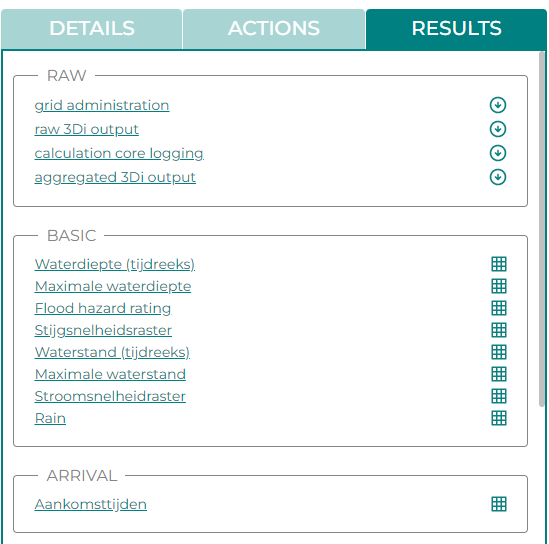 DETAILS
ACTIONS
RESULTS
RAW
grid administration
raw 3Di output
calculation core logging
aggregated 3Di output
BASIC
Waterdiepte (tijdreeks)
Maximale waterdiepte
Flood hazard rating
Stijgsnelheidsraster
Waterstand (tijdreeks)
Maximale waterstand
Stroomsnelheidraster
Rain
ARRIVAL
Aankomsttijden